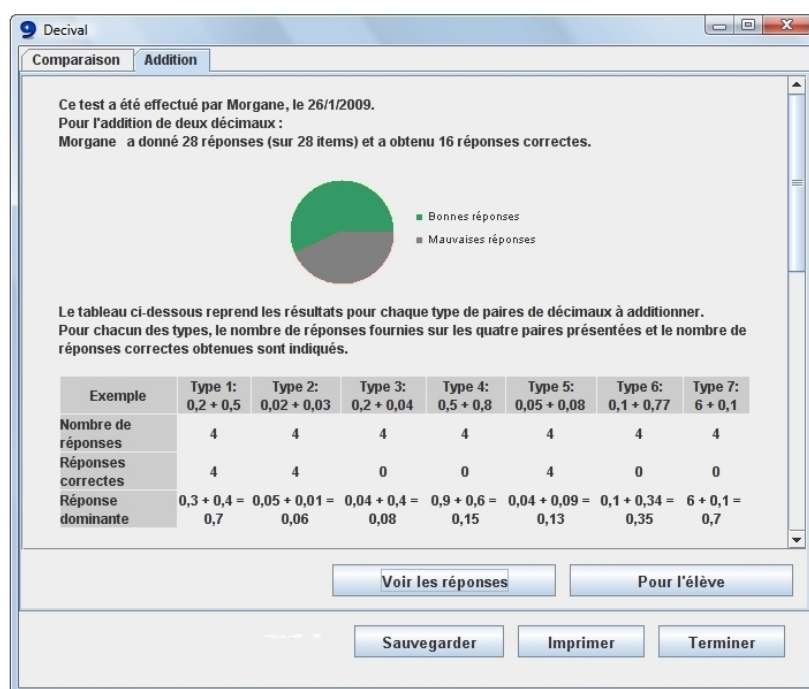 Decival
Comparaison Addition
Ce test a été effectué par Morgane, le 26/1/2009.
Pour l'addition de deux décimaux :
Morgane a donné 28 réponses (sur 28 items) et a obtenu 16 réponses correctes.
Bonnes réponses
Mauvaises réponses
Le tableau ci-dessous reprend les résultats pour chaque type de paires de décimaux à additionner.
Pour chacun des types, le nombre de réponses fournies sur les quatre paires présentées et le nombre de
réponses correctes obtenues sont indiqués.
Exemple Type 1: Type 2: Type 3: Type 4: Type 5: Type 6: Type 7:
0,2 + 0,5 0,02 + 0,03 0,2 + 0,04 0,5 + 0,8 0,05 + 0,08 0,1 + 0,77 6 + 0,1
Nombre de
réponses 4 4 4 4 4 4 4
Réponses
correctes 4 4 0 0 4 0 0
Réponse 0,3 + 0,4 = 0,05 + 0,01 = 0,04 + 0,4 = 0,9 + 0,6 = 0,04 + 0,09 = 0,1 + 0,34 = 6 + 0,1 =
dominante 0,7 0,06 0,08 0,15 0,13 0,35 0,7
Voir les réponses Pour l'élève
Sauvegarder Imprimer Terminer